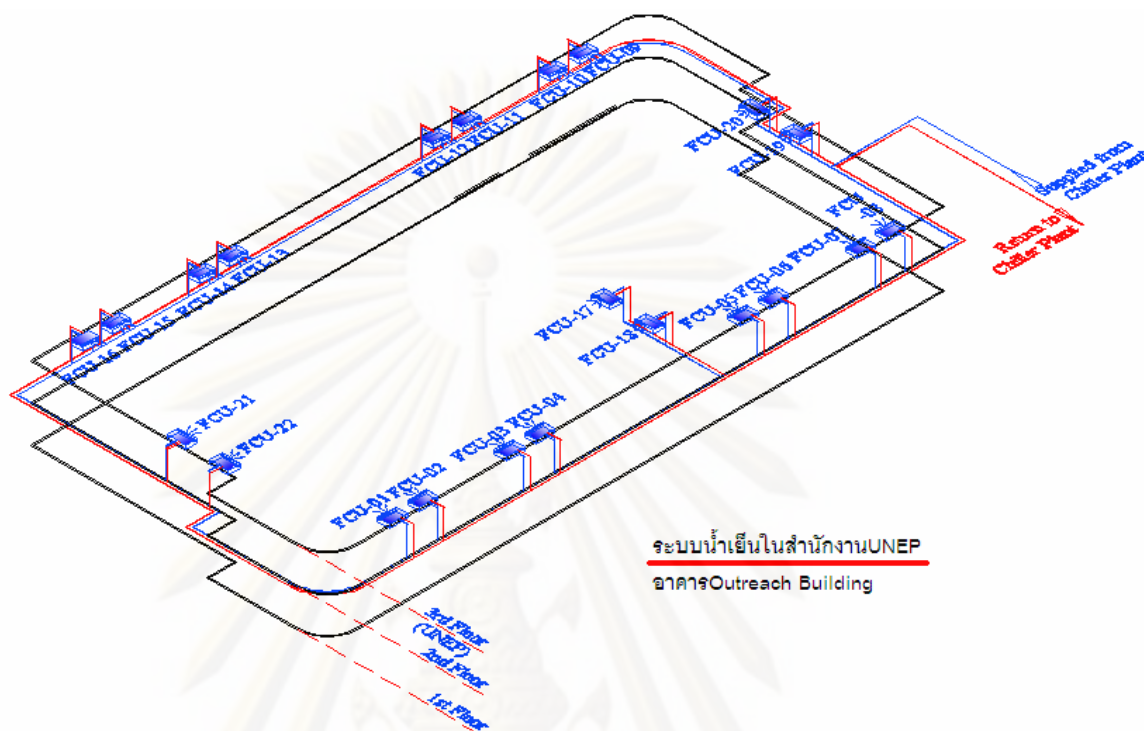 FCU-10
FCU-09
FCU-12
FCU-11
FCU-20
FCU-19
Supplied from
Chiller Plant
Return to
Chiller Plant
FCU-14
FCU-13
FCU-07
FCU-16
FCU-15
FCU-17
FCU-18
FCU-05
FCU-06
FCU-21
FCU-22
FCU-03
FCU-04
FCU-01
FCU-02
ระบบน้ำเย็นในสำนักงานUNEP
อาคารOutreach Building
3rd Floor
(UNEP)
2nd Floor
1st Floor